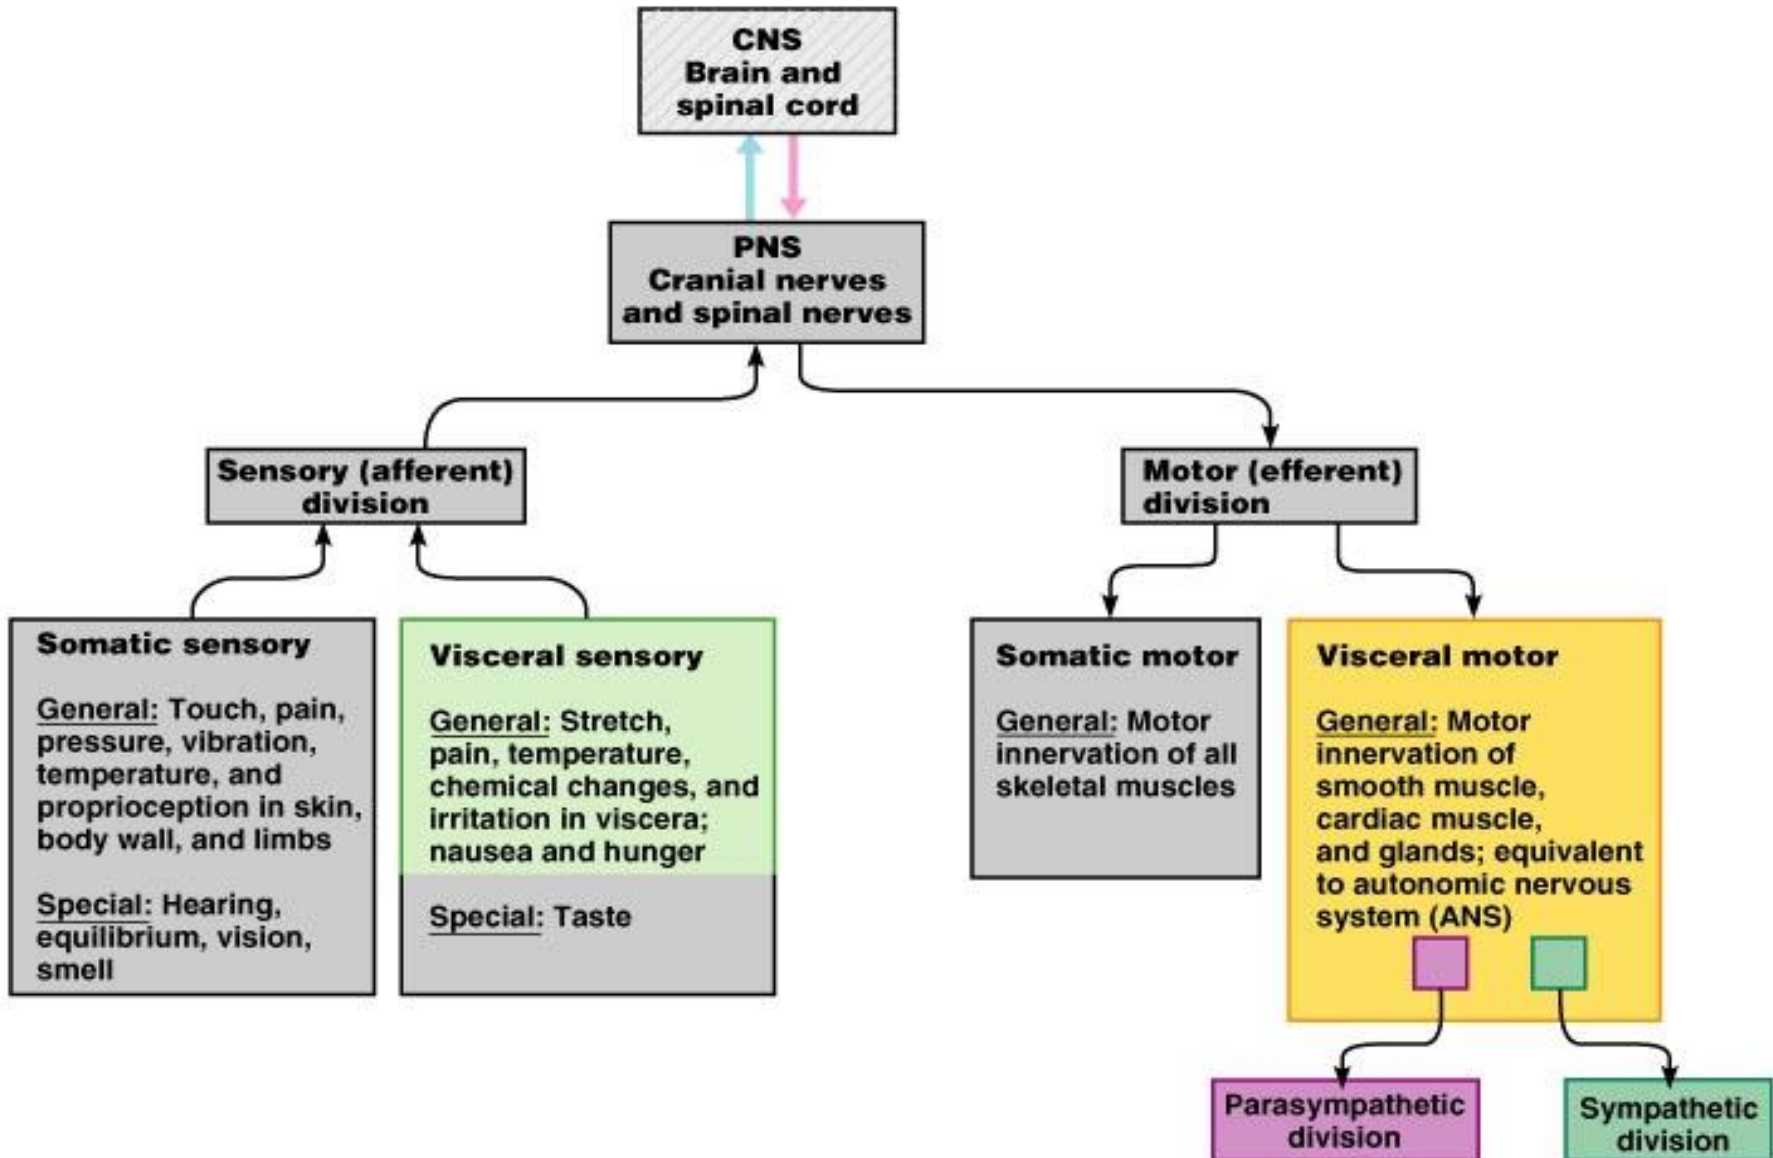 CNS
Brain and
spinal cord
PNS
Cranial nerves
and spinal nerves
Sensory (afferent)
division
Motor (efferent)
division
Somatic sensory
General: Touch, pain,
pressure, vibration,
temperature, and
proprioception in skin,
body wall, and limbs
Special: Hearing,
equilibrium, vision,
smell
Visceral sensory
General: Stretch,
pain, temperature,
chemical changes, and
irritation in viscera;
nausea and hunger
Special: Taste
Somatic motor
General: Motor
innervation of all
skeletal muscles
Visceral motor
General: Motor
innervation of
smooth muscle,
cardiac muscle,
and glands; equivalent
to autonomic nervous
system (ANS)
Parasympathetic
division
Sympathetic
division